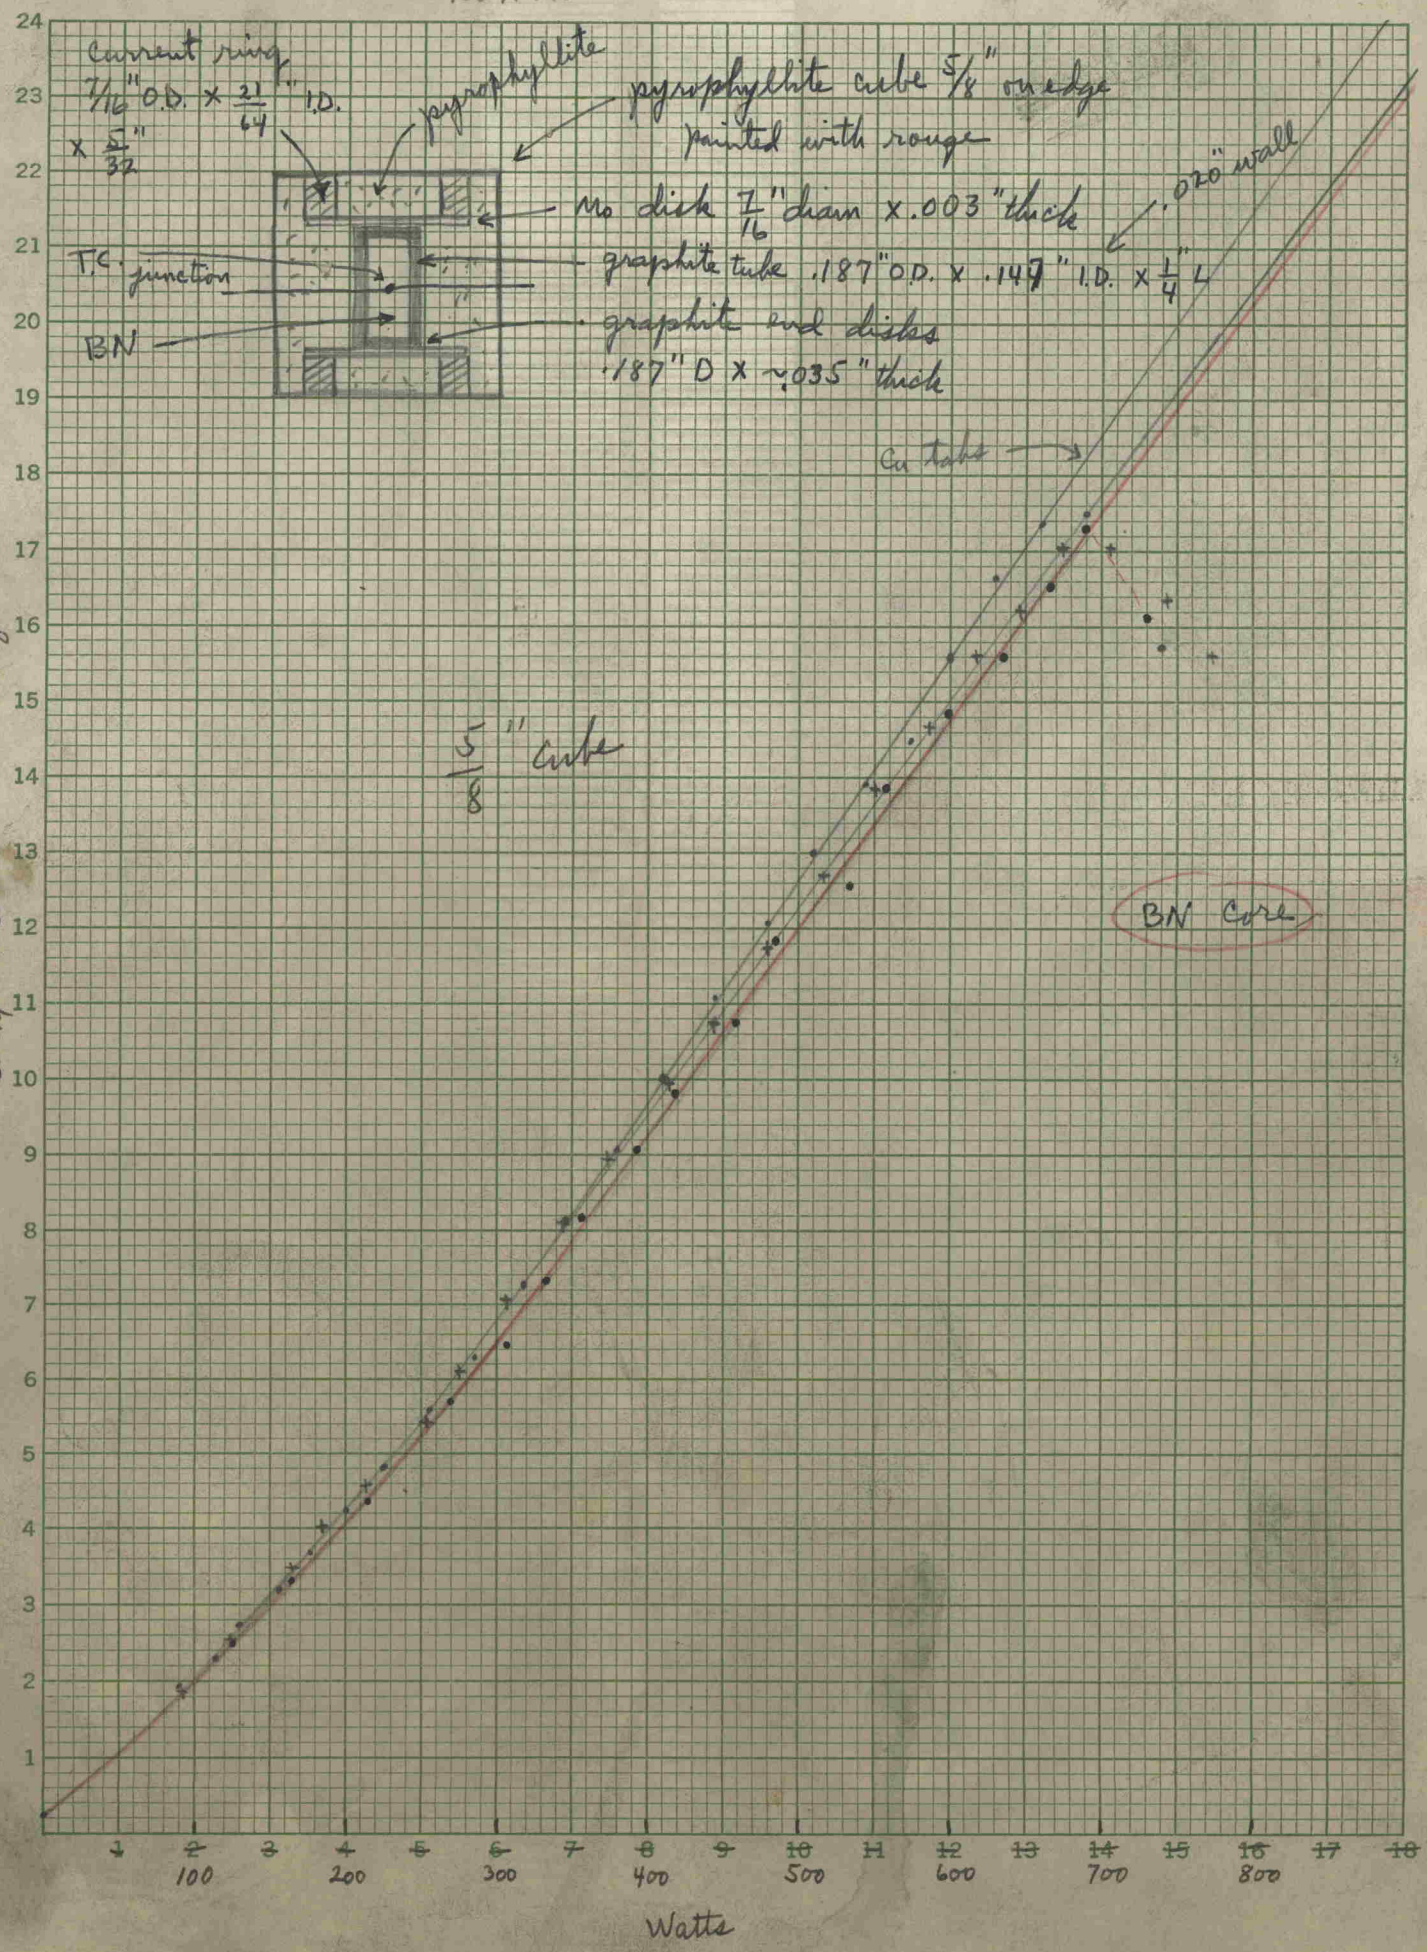 Current ring
7/16" O.D. x 21/64" I.D.
x 5/32"
pyrophyllite
pyrophyllite cube 5/8" on edge
painted with rouge
.020" wall
Mo disk 7/16" diam x .003" thick
T.C. junction
graphite tube .187" O.D. x .147" I.D. x 1/4" L
BN
graphite end disks
.187" D x ~.035" thick
Cu tabs
5/8" cube
BN Core
24
23
22
21
20
19
18
17
16
15
14
13
12
11
10
9
8
7
6
5
4
3
2
1
1 2 3 4 5 6 7 8 9 10 11 12 13 14 15 16 17 18
100 200 300 400 500 600 700 800
Watts